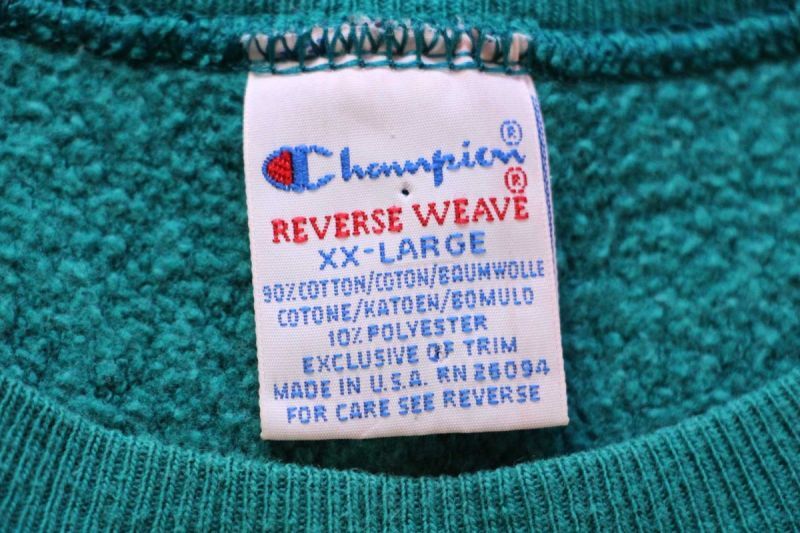 Champion ®
REVERSE WEAVE ®
XX-LARGE
90% COTTON/COTON/BAUMWOLLE
COTONE/KATOEN/BOMULD
10% POLYESTER
EXCLUSIVE OF TRIM
MADE IN U.S.A. RN 26094
FOR CARE SEE REVERSE